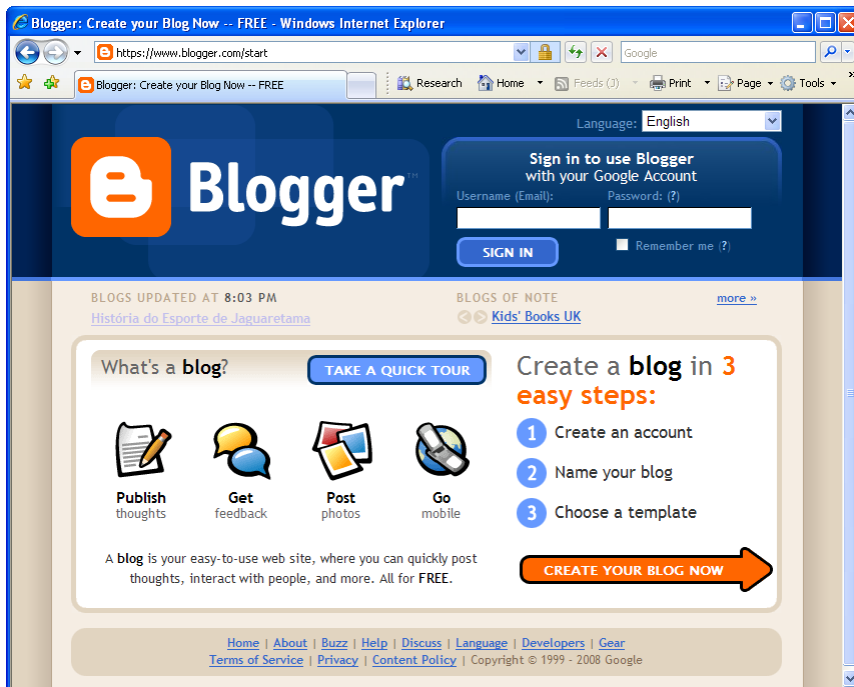 Blogger: Create your Blog Now -- FREE - Windows Internet Explorer
https://www.blogger.com/start
Google
Blogger: Create your Blog Now -- FREE
Research Home Feeds (J) Print Page Tools
Language: English
Blogger™
Sign in to use Blogger
with your Google Account
Username (Email): Password: (?)
SIGN IN
Remember me (?)
BLOGS UPDATED AT 8:03 PM
História do Esporte de Jaguaretama
BLOGS OF NOTE
more »
Kids' Books UK
What's a blog?
TAKE A QUICK TOUR
Publish
thoughts
Get
feedback
Post
photos
Go
mobile
A blog is your easy-to-use web site, where you can quickly post
thoughts, interact with people, and more. All for FREE.
Create a blog in 3
easy steps:
1 Create an account
2 Name your blog
3 Choose a template
CREATE YOUR BLOG NOW
Home | About | Buzz | Help | Discuss | Language | Developers | Gear
Terms of Service | Privacy | Content Policy | Copyright © 1999 - 2008 Google